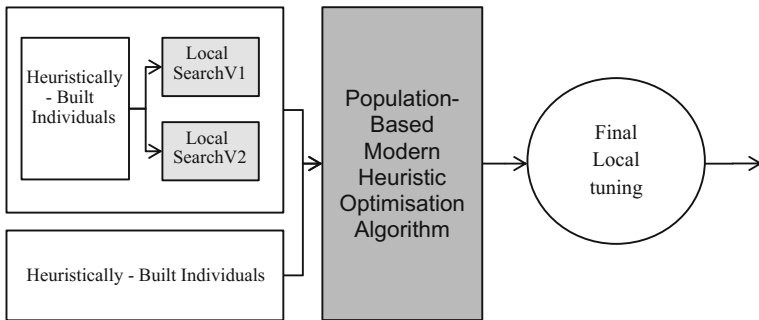 Heuristically
- Built
Individuals
Local
SearchV1
Local
SearchV2
Heuristically - Built Individuals
Population-
Based
Modern
Heuristic
Optimisation
Algorithm
Final
Local
tuning